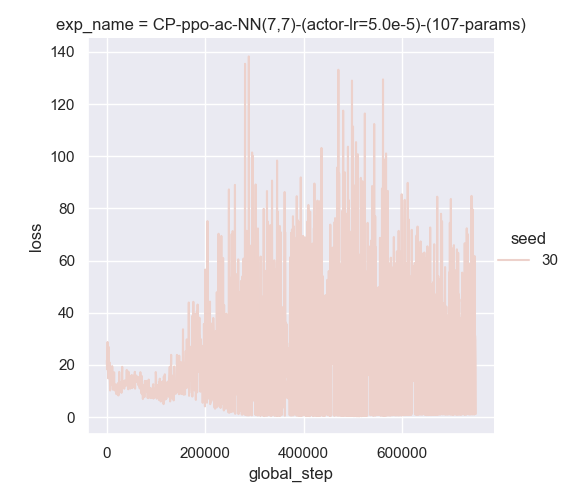 exp_name = CP-ppo-ac-NN(7,7)-(actor-lr=5.0e-5)-(107-params)
140
120
100
80
60
40
20
0
loss
0 200000 400000 600000
global_step
seed
30